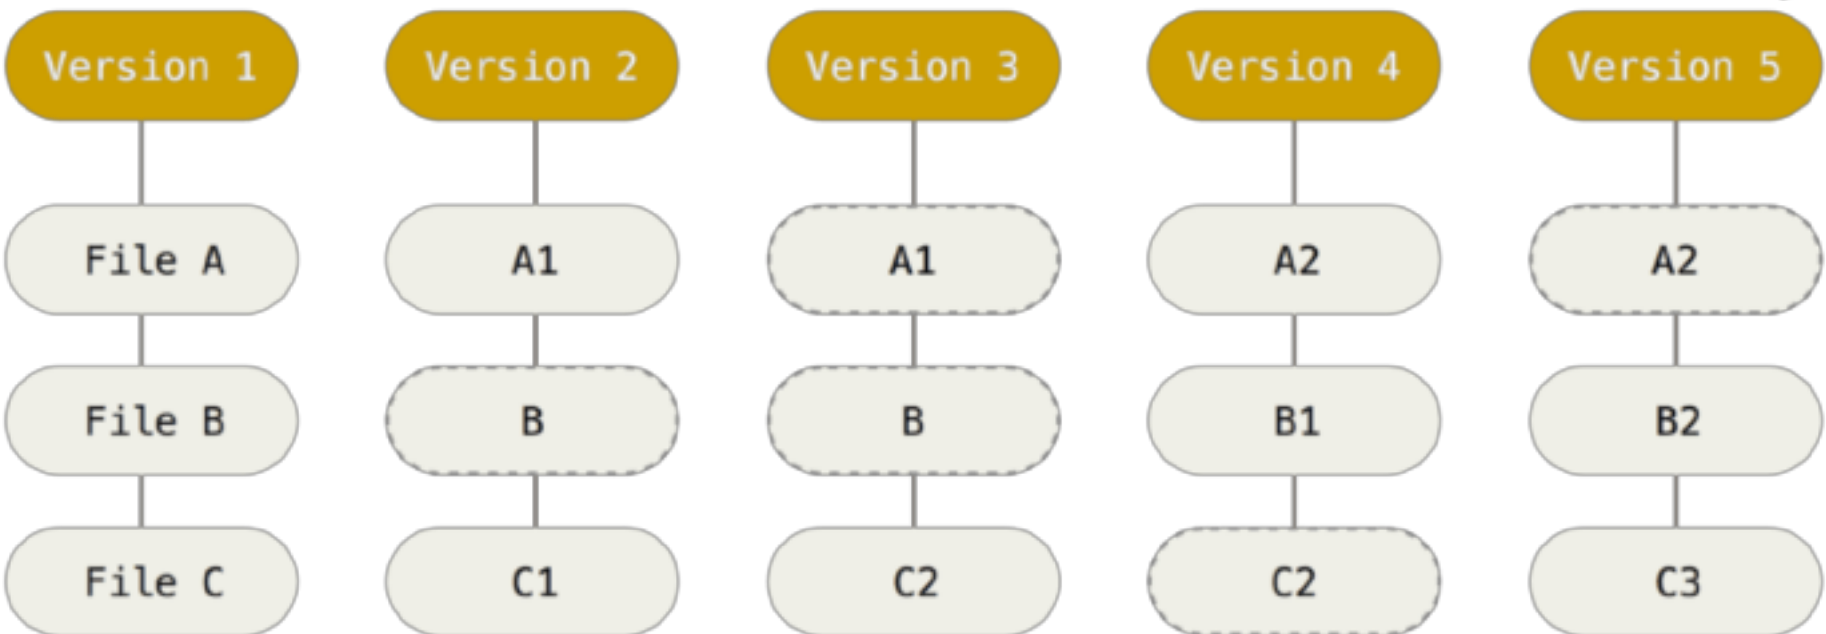 Version 1 Version 2 Version 3 Version 4 Version 5
File A A1 A1 A2 A2
File B B B B1 B2
File C C1 C2 C2 C3